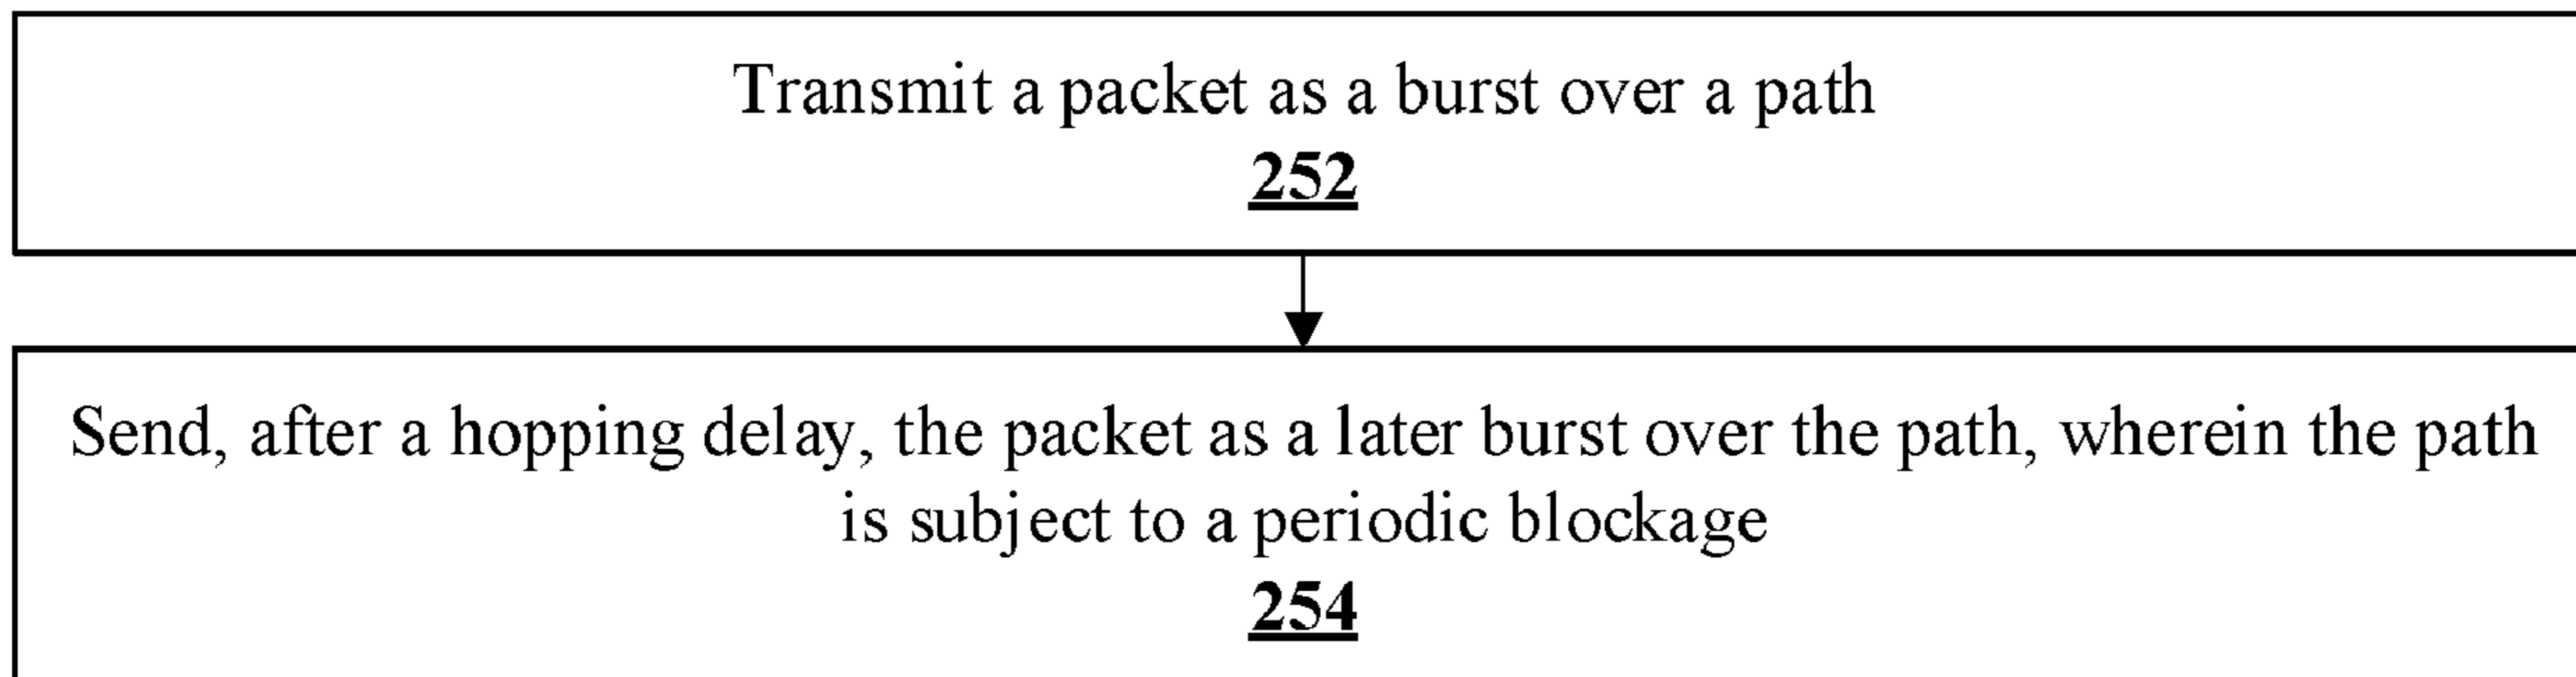 Transmit a packet as a burst over a path
252
Send, after a hopping delay, the packet as a later burst over the path, wherein the path
is subject to a periodic blockage
254